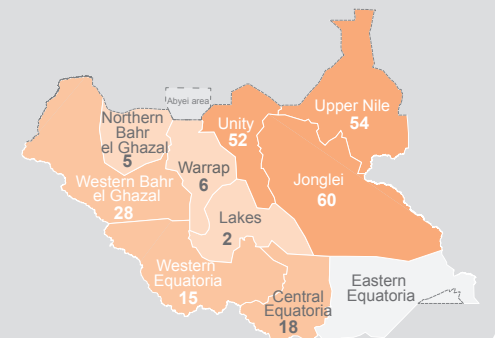 Abyei area
Upper Nile
54
Northern
Bahr
el Ghazal
5
Unity
52
Warrap
6
Western Bahr
el Ghazal
28
Jonglei
60
Lakes
2
Western
Equatoria
15
Eastern
Equatoria
Central
Equatoria
18